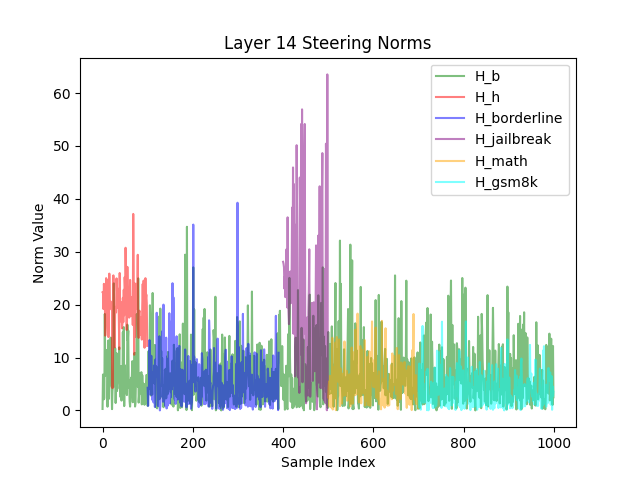 Layer 14 Steering Norms
Norm Value
60
50
40
30
20
10
0
H_b
H_h
H_borderline
H_jailbreak
H_math
H_gsm8k
0 200 400 600 800 1000
Sample Index